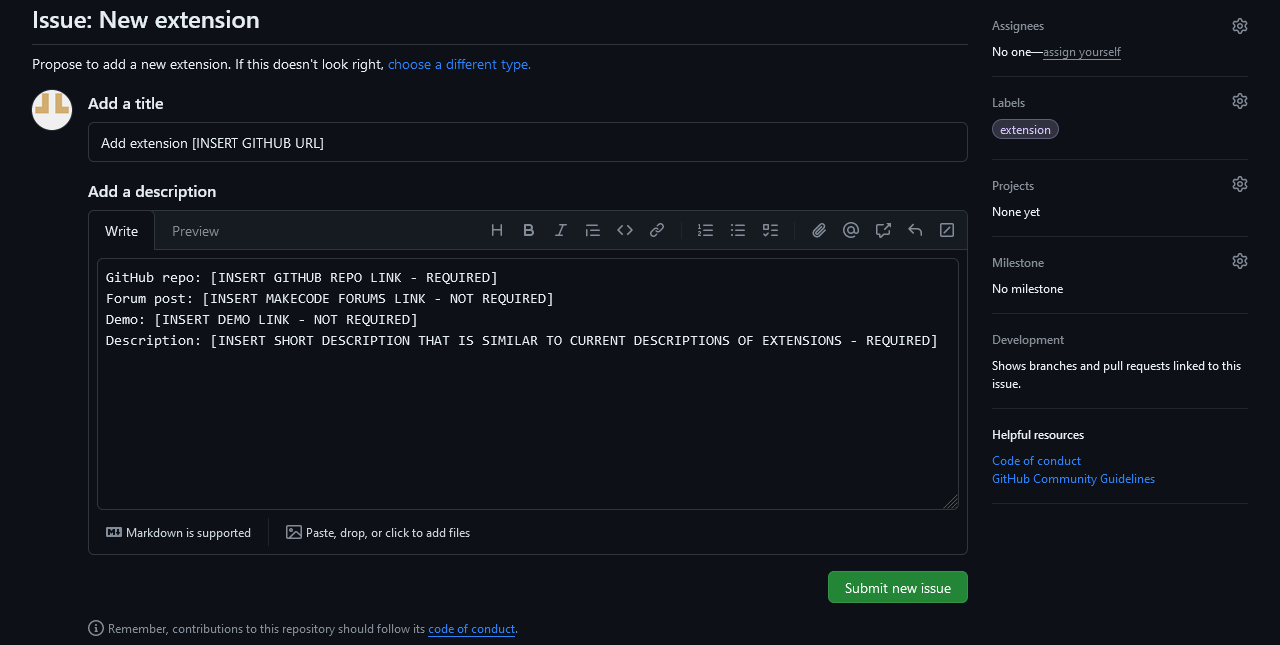 Issue: New extension
Propose to add a new extension. If this doesn't look right, choose a different type.
Add a title
Add extension [INSERT GITHUB URL]
Add a description
Write
Preview
GitHub repo: [INSERT GITHUB REPO LINK - REQUIRED]
Forum post: [INSERT MAKECODE FORUMS LINK - NOT REQUIRED]
Demo: [INSERT DEMO LINK - NOT REQUIRED]
Description: [INSERT SHORT DESCRIPTION THAT IS SIMILAR TO CURRENT DESCRIPTIONS OF EXTENSIONS - REQUIRED]
Markdown is supported
Paste, drop, or click to add files
Submit new issue
Remember, contributions to this repository should follow its code of conduct.
Assignees
No one—assign yourself
Labels
extension
Projects
None yet
Milestone
No milestone
Development
Shows branches and pull requests linked to this
issue.
Helpful resources
Code of conduct
GitHub Community Guidelines